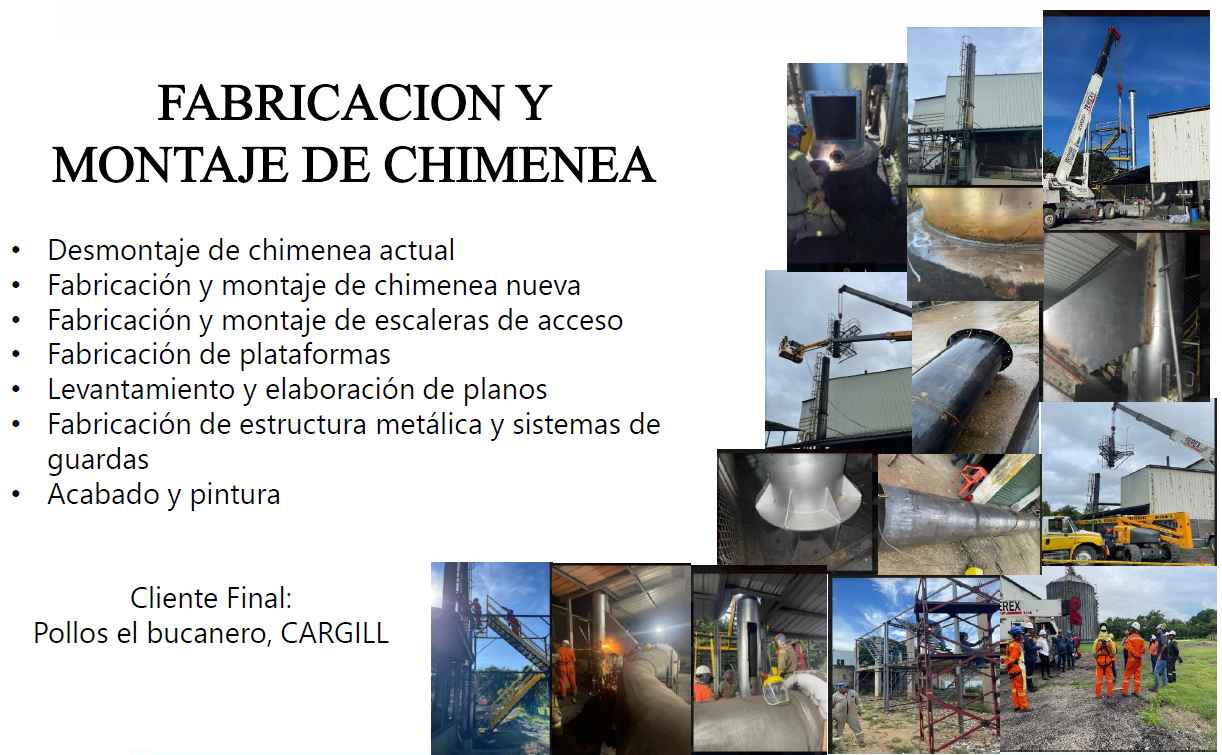 FABRICACION Y
MONTAJE DE CHIMENEA
• Desmontaje de chimenea actual
• Fabricación y montaje de chimenea nueva
• Fabricación y montaje de escaleras de acceso
• Fabricación de plataformas
• Levantamiento y elaboración de planos
• Fabricación de estructura metálica y sistemas de
guardas
• Acabado y pintura
Cliente Final:
Pollos el bucanero, CARGILL
TEREX
TEREX
EREX